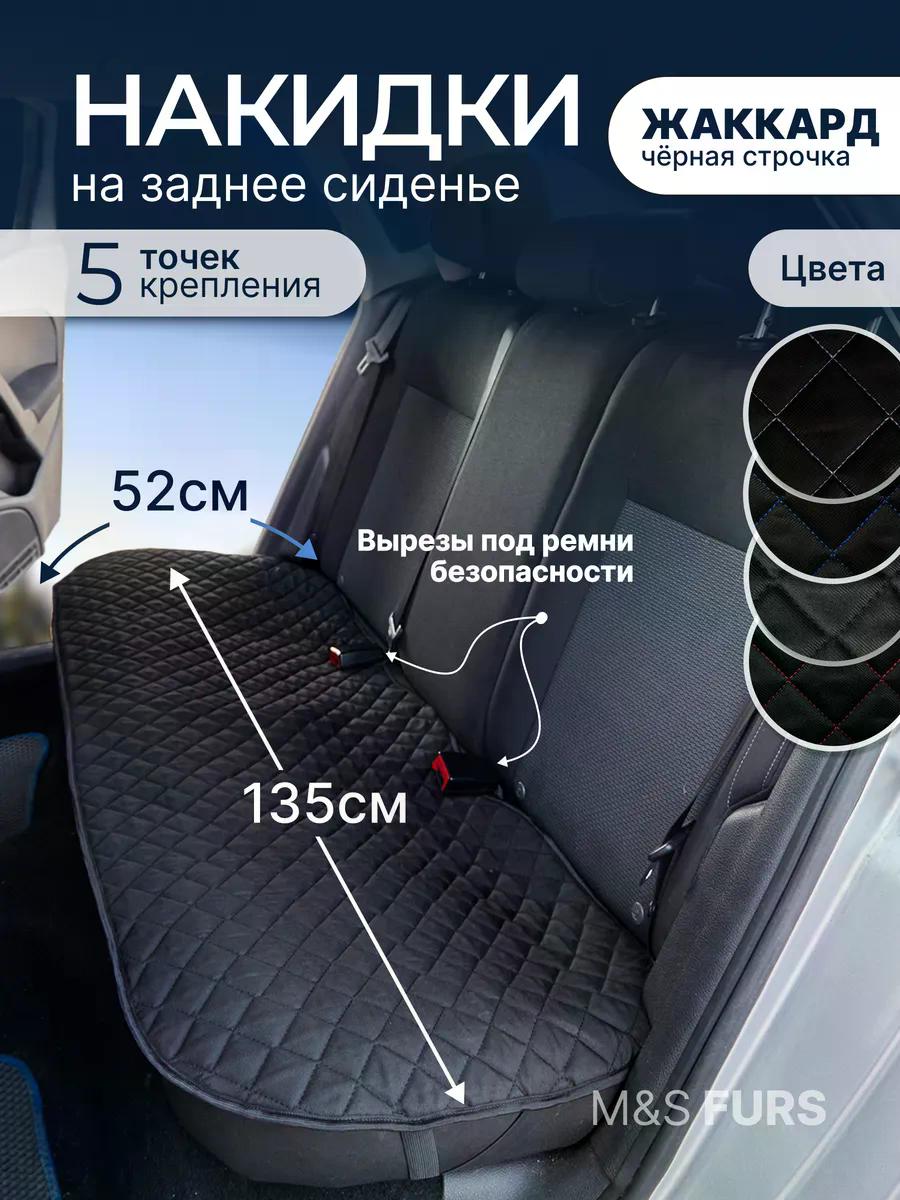 НАКИДКИ
на заднее сиденье
ЖАККАРД
чёрная строчка
5 точек
крепления
Цвета
52см
Вырезы под ремни
безопасности
135см
M&S FURS